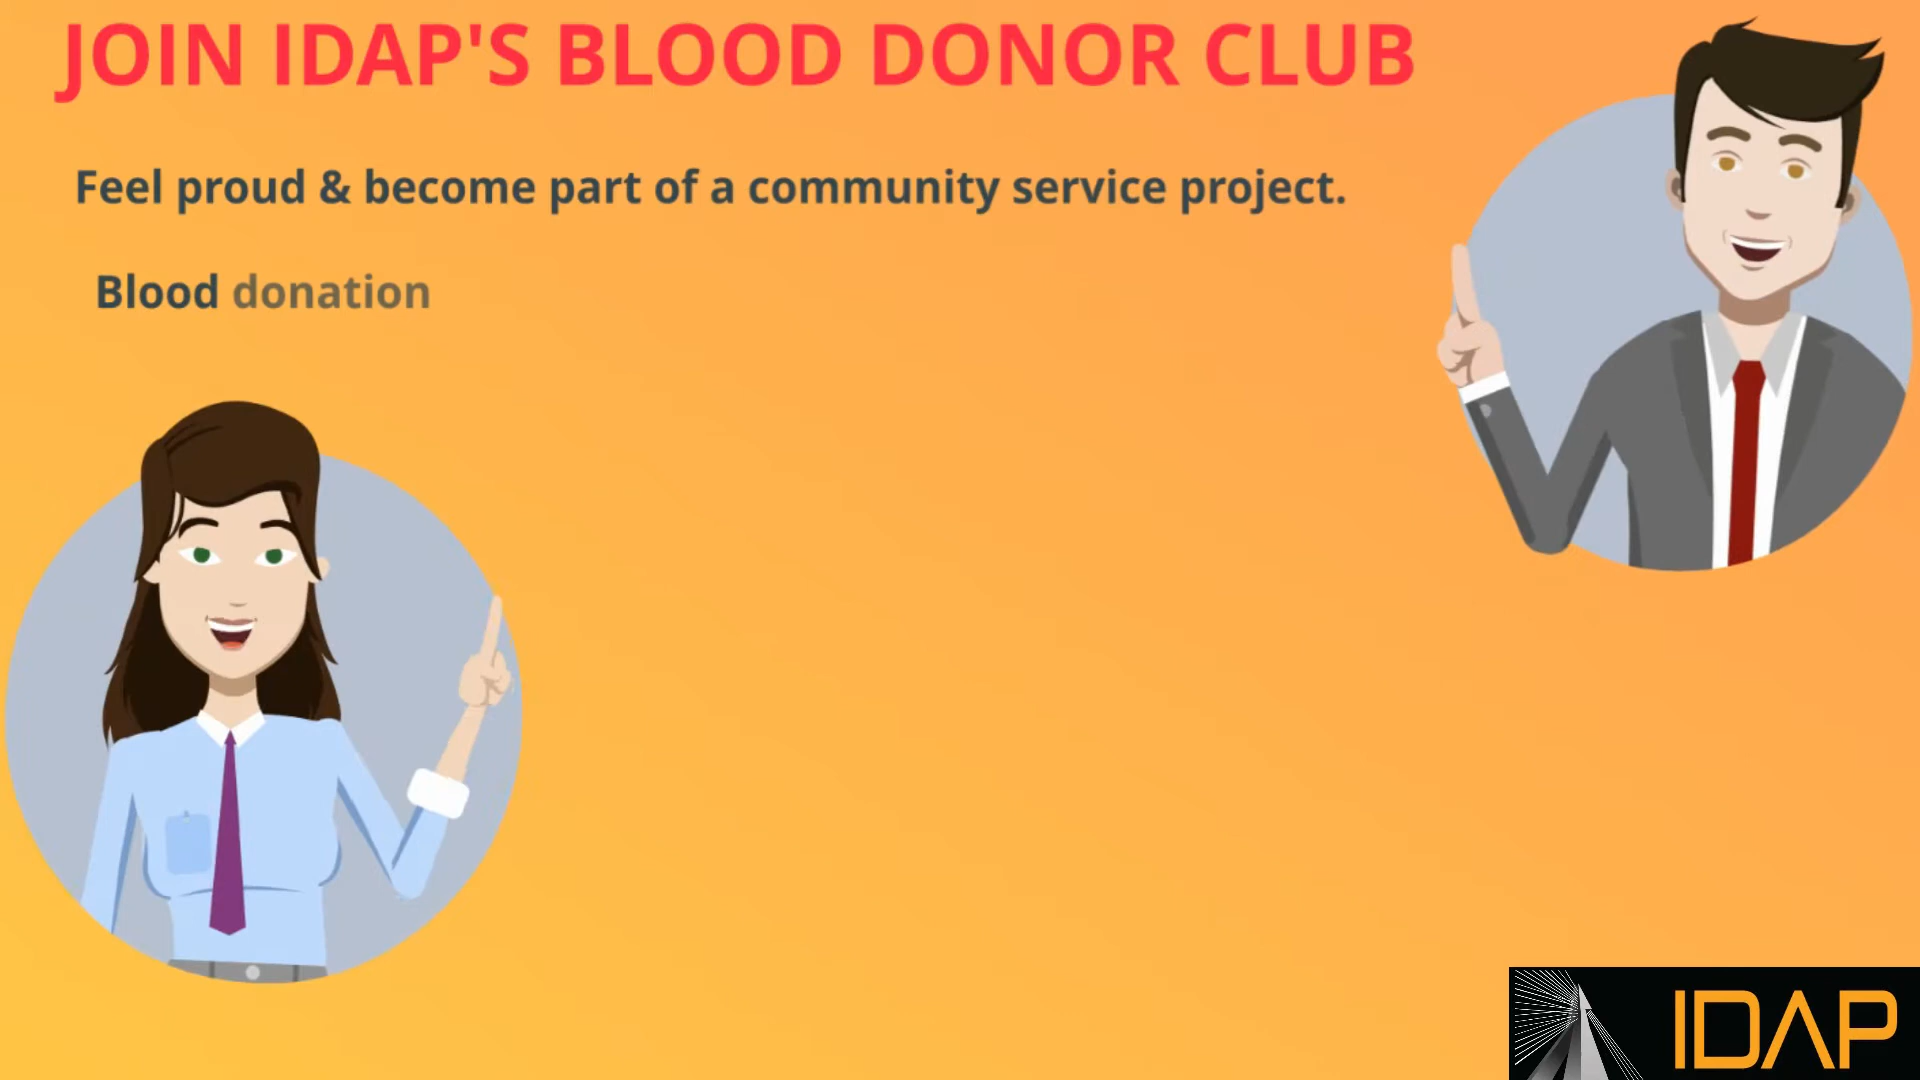 JOIN IDAP'S BLOOD DONOR CLUB
Feel proud & become part of a community service project.
Blood donation
IDAP